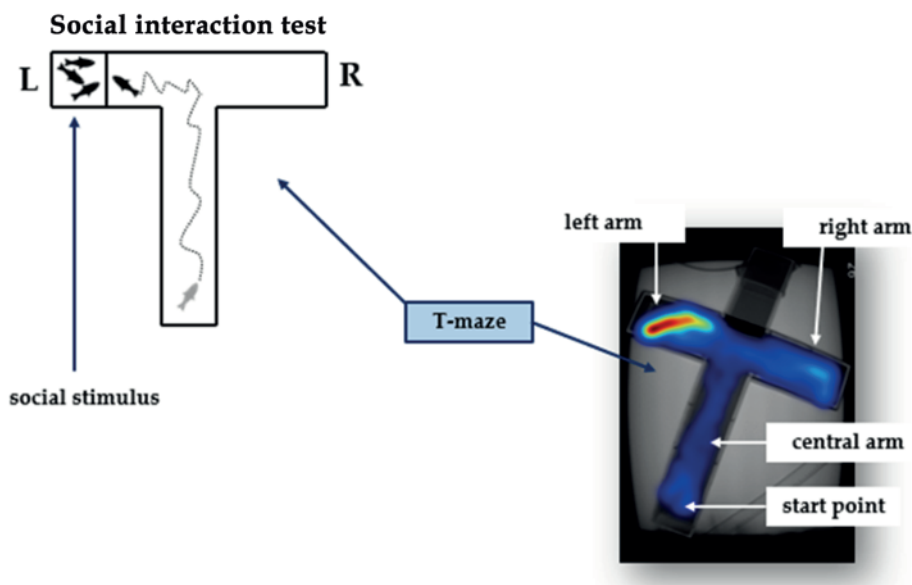 Social interaction test
L
R
left arm
right arm
T-maze
social stimulus
central arm
start point